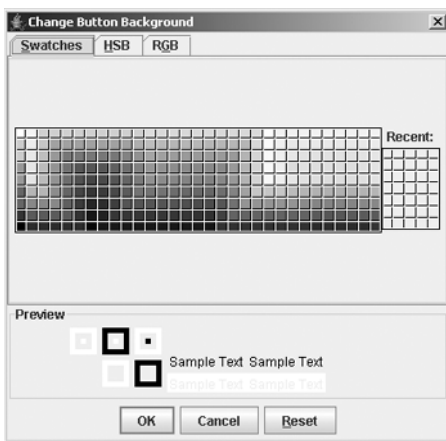 Change Button Background
Swatches HSB RGB
Recent:
Preview
Sample Text Sample Text
Sample Text Sample Text
OK Cancel Reset